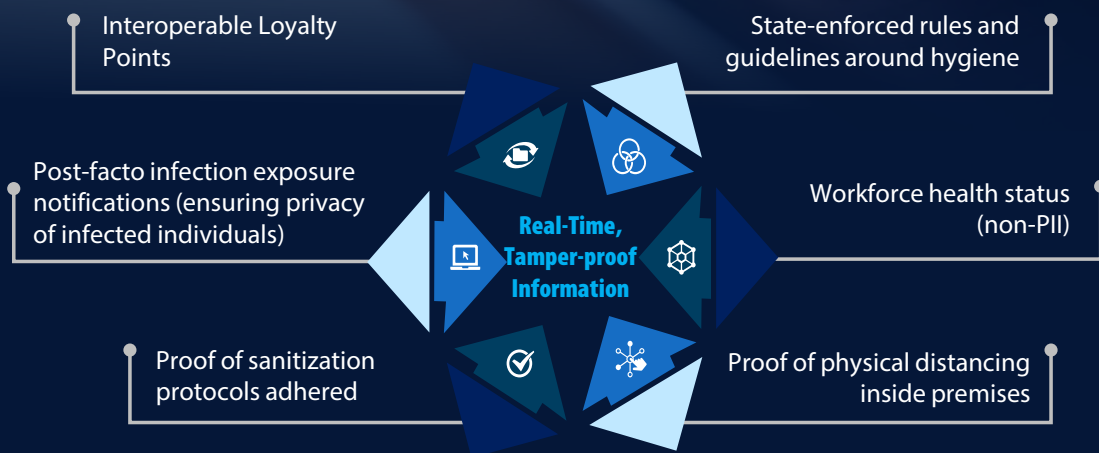 Interoperable Loyalty
Points
State-enforced rules and
guidelines around hygiene
Post-facto infection exposure
notifications (ensuring privacy
of infected individuals)
Workforce health status
(non-PII)
Real-Time,
Tamper-proof
Information
Proof of sanitization
protocols adhered
Proof of physical distancing
inside premises